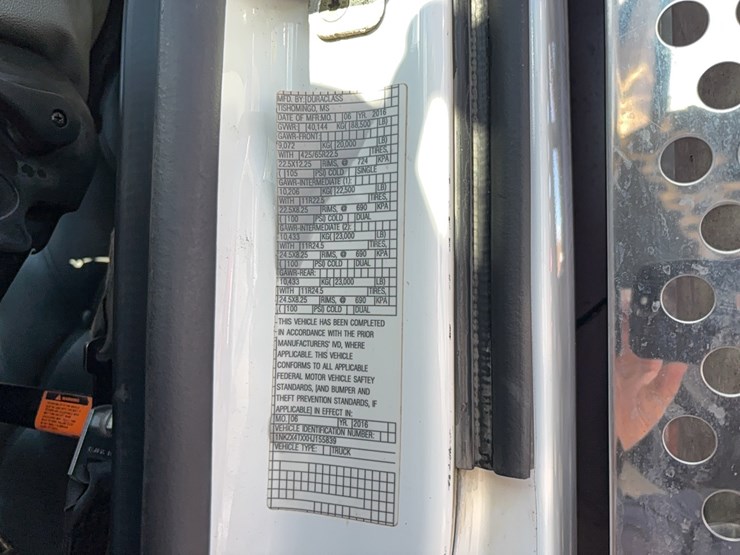 MFD. BY: DURACLASS
TISHOMINGO, MS
DATE OF MFR.MO. 06 YR. 2016
GVWR: 40,144 KG( 88,500 LB)
GAWR-FRONT:
9,072 KG( 20,000 LB)
WITH 425/65R22.5 TIRES,
22.5X12.25 RIMS, @ 724 KPA
( 105 PSI) COLD SINGLE
GAWR-INTERMEDIATE (1):
10,206 KG( 22,500 LB)
WITH 11R22.5 TIRES,
22.5X8.25 RIMS, @ 690 KPA
( 100 PSI) COLD DUAL
GAWR-INTERMEDIATE (2):
10,433 KG( 23,000 LB)
WITH 11R24.5 TIRES,
24.5X8.25 RIMS, @ 690 KPA
( 100 PSI) COLD DUAL
GAWR-REAR:
10,433 KG( 23,000 LB)
WITH 11R24.5 TIRES,
24.5X8.25 RIMS, @ 690 KPA
( 100 PSI) COLD DUAL
THIS VEHICLE HAS BEEN COMPLETED
IN ACCORDANCE WITH THE PRIOR
MANUFACTURERS' IVD, WHERE
APPLICABLE. THIS VEHICLE
CONFORMS TO ALL APPLICABLE
FEDERAL MOTOR VEHICLE SAFTEY
STANDARDS, [AND BUMPER AND
THEFT PREVENTION STANDARDS, IF
APPLICABLE] IN EFFECT IN:
MO. 06 YR. 2016
VEHICLE IDENTIFICATION NUMBER:
1NKZX4TX0HJ155639
VEHICLE TYPE: TRUCK
WARNING